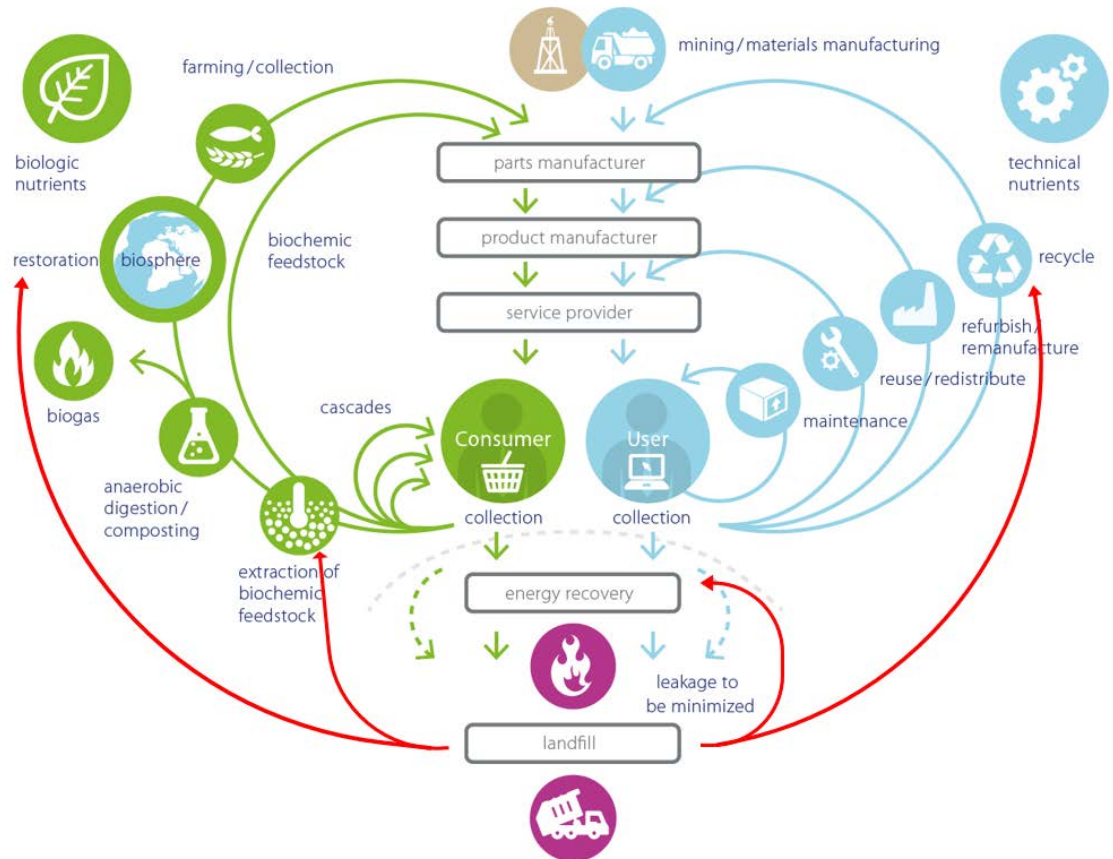 mining/materials manufacturing
farming/collection
biologic
nutrients
technical
nutrients
parts manufacturer
biochemic
feedstock
product manufacturer
restoration
biosphere
recycle
service provider
refurbish/
remanufacture
reuse/redistribute
biogas
cascades
maintenance
Consumer
User
anaerobic
digestion/
composting
collection
collection
extraction of
biochemic
feedstock
energy recovery
leakage to
be minimized
landfill